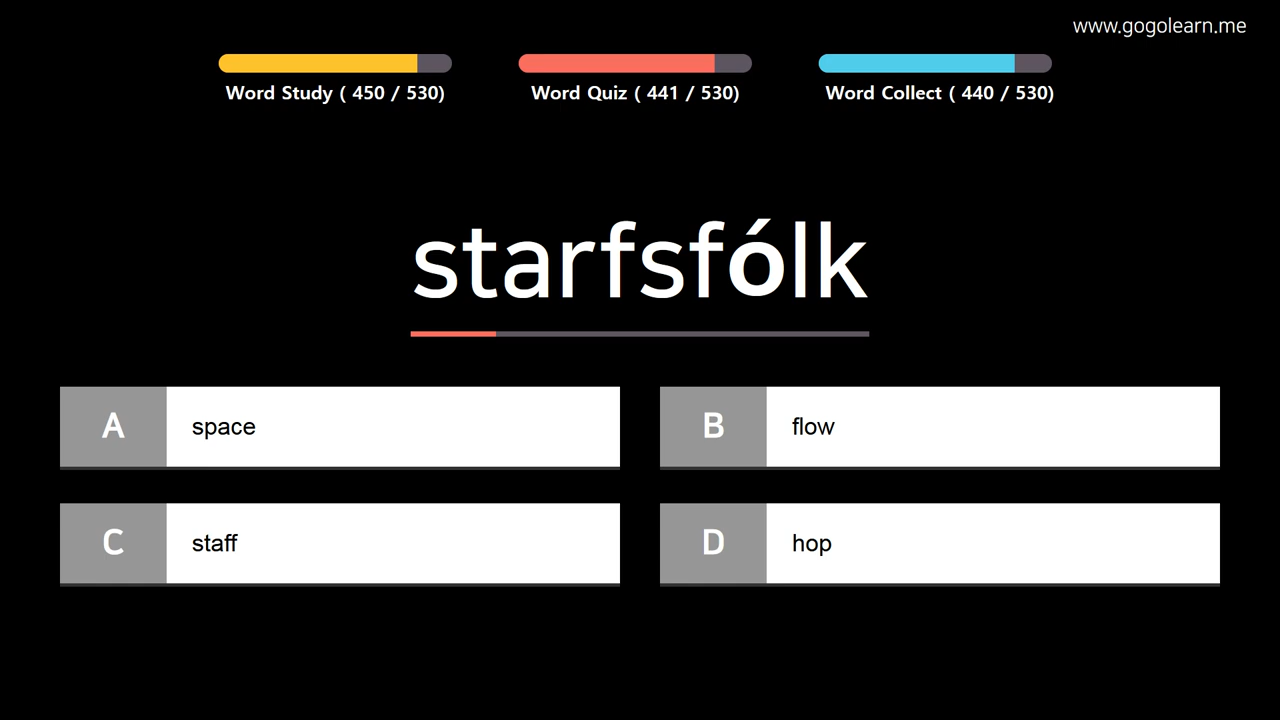 www.gogolearn.me
Word Study ( 450 / 530)
Word Quiz ( 441 / 530)
Word Collect ( 440 / 530)
starfsfólk
A space
B flow
C staff
D hop